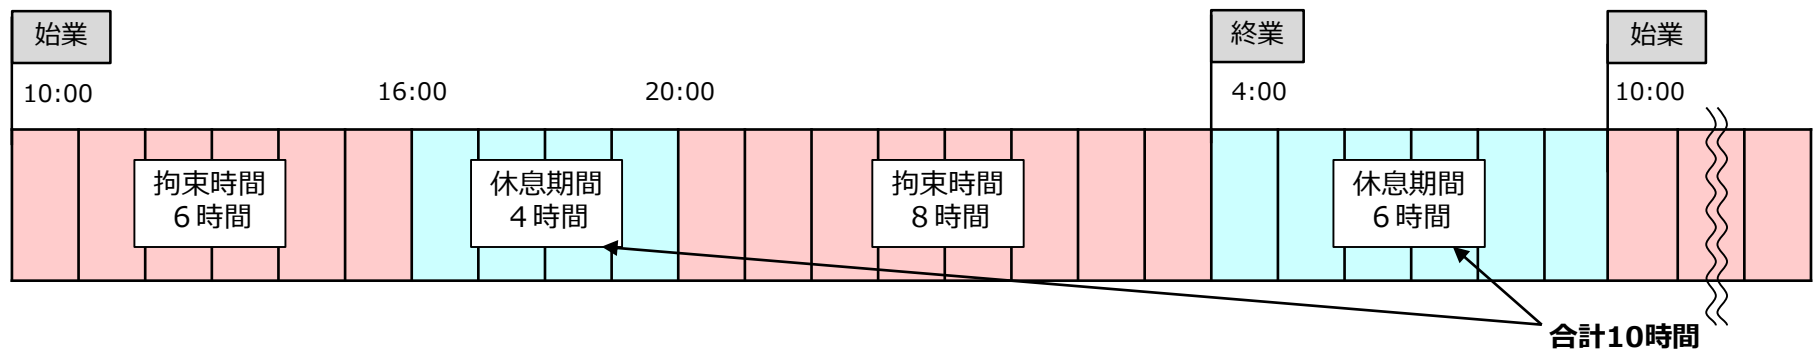 始業
終業
始業
10:00
16:00
20:00
4:00
10:00
拘束時間
６時間
休息期間
４時間
拘束時間
８時間
休息期間
６時間
合計10時間